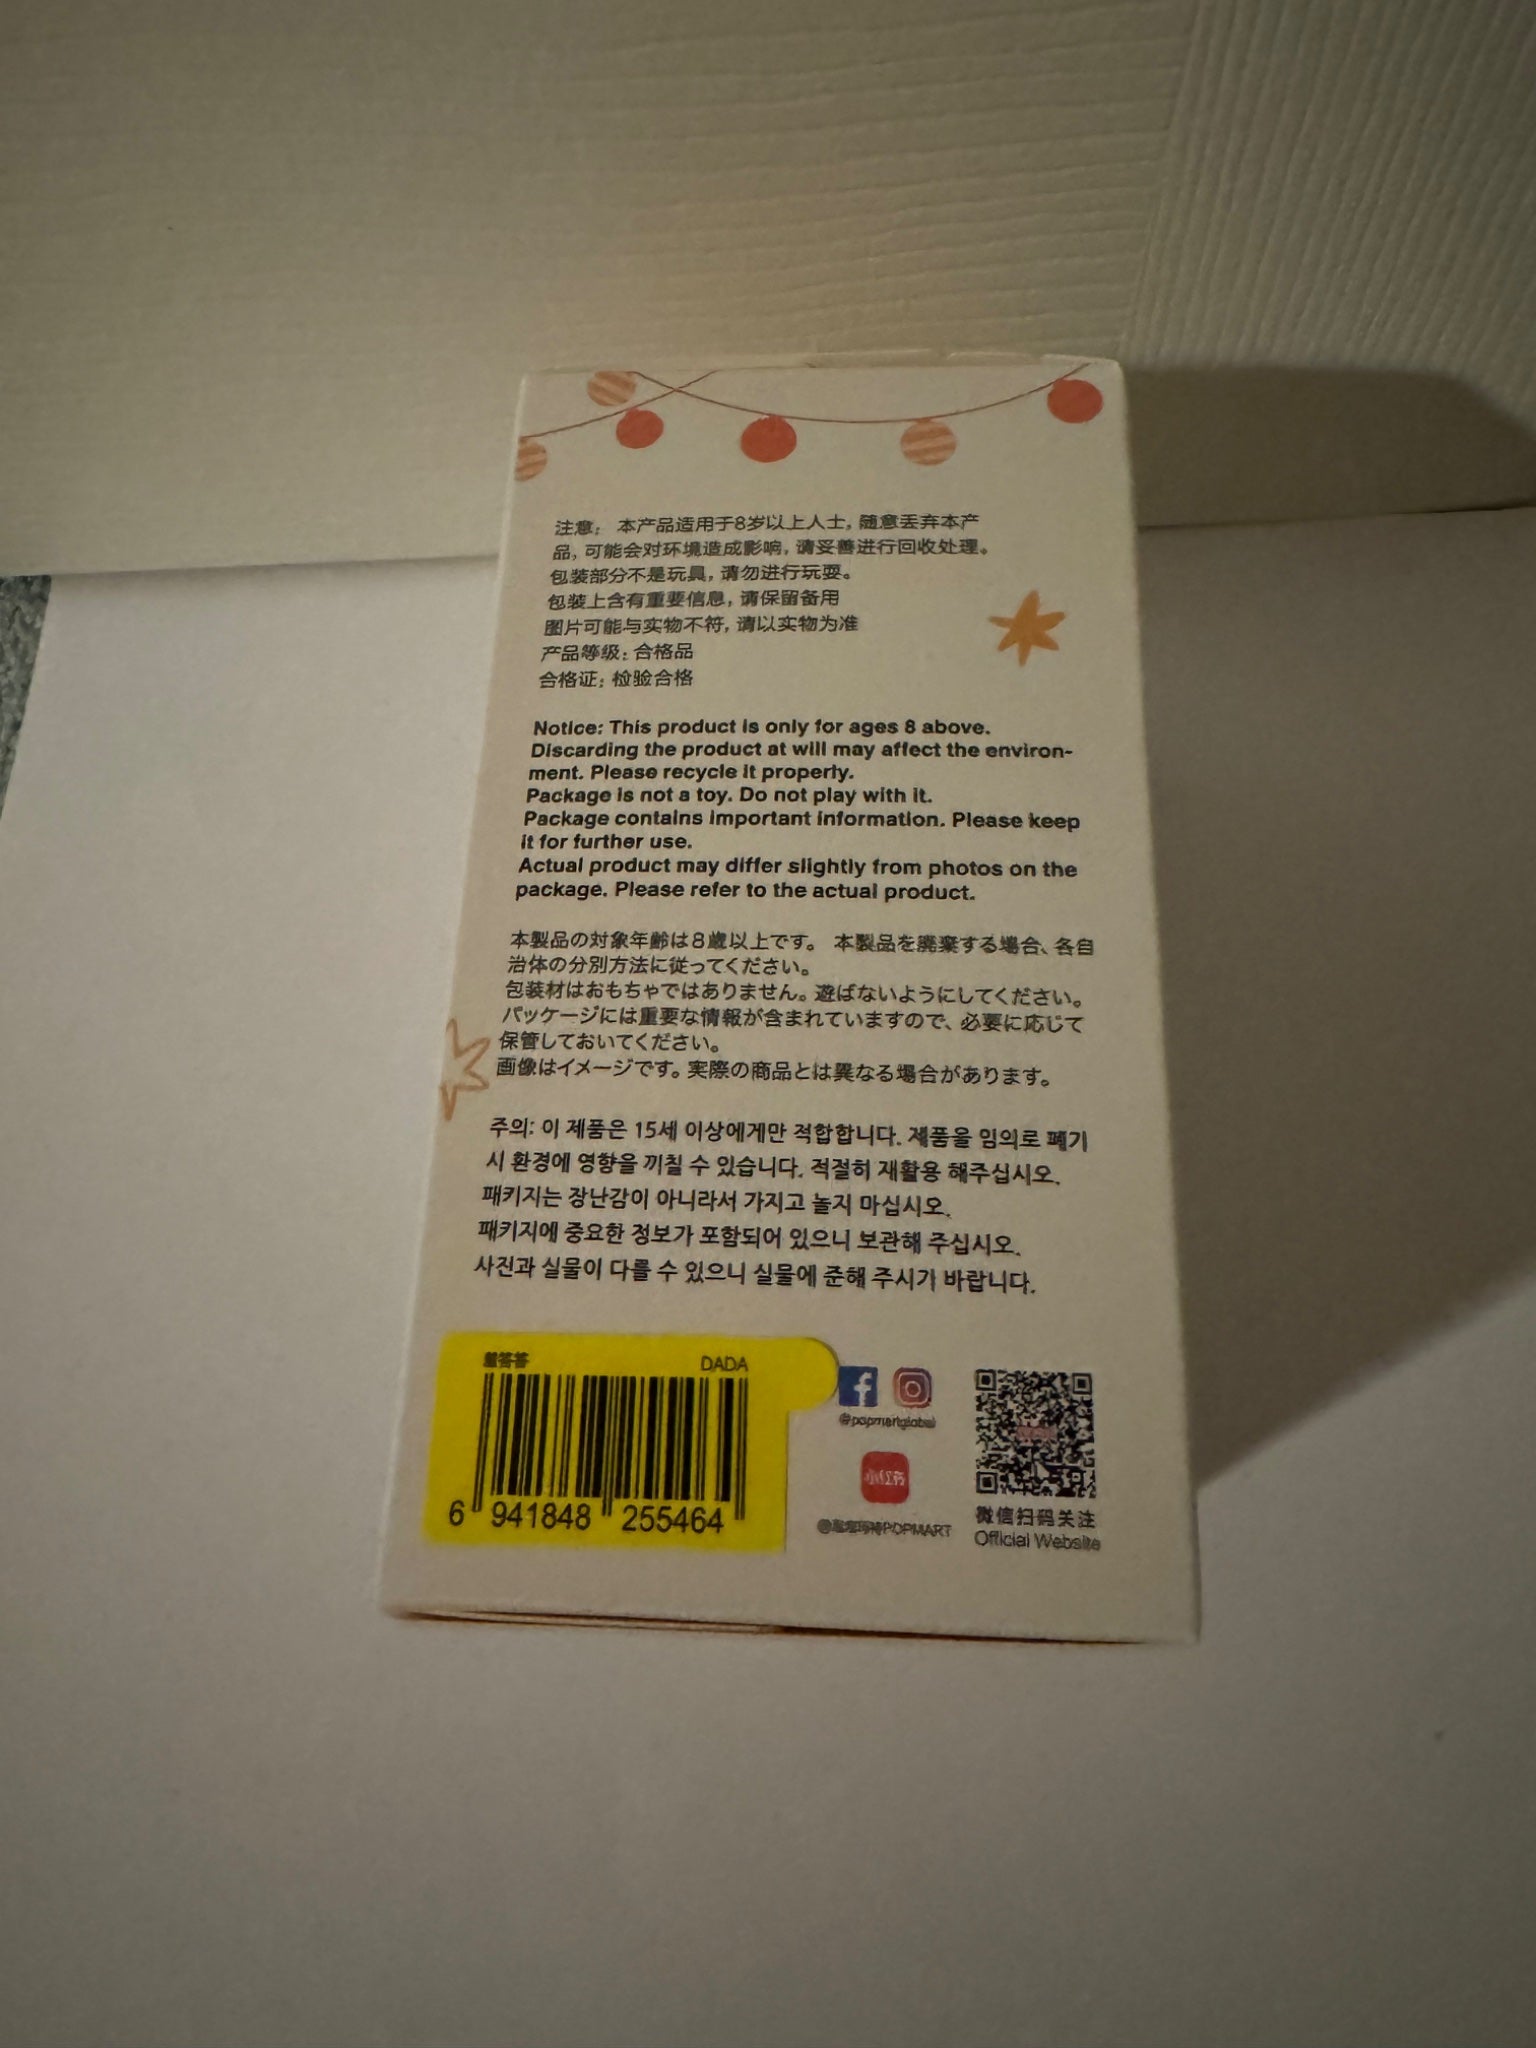 注意： 本产品适用于8岁以上人士，随意丢弃本产
品，可能会对环境造成影响，请妥善进行回收处理。
包装部分不是玩具，请勿进行玩耍。
包装上含有重要信息，请保留备用
图片可能与实物不符，请以实物为准
产品等级：合格品
合格证：检验合格
Notice: This product is only for ages 8 above.
Discarding the product at will may affect the environ-
ment. Please recycle it properly.
Package is not a toy. Do not play with it.
Package contains important information. Please keep
it for further use.
Actual product may differ slightly from photos on the
package. Please refer to the actual product.
本製品の対象年齢は8歳以上です。 本製品を廃棄する場合、各自
治体の分別方法に従ってください。
包装材はおもちゃではありません。遊ばないようにしてください。
パッケージには重要な情報が含まれていますので、必要に応じて
保管しておいてください。
画像はイメージです。実際の商品とは異なる場合があります。
주의: 이 제품은 15세 이상에게만 적합합니다. 제품을 임의로 폐기
시 환경에 영향을 끼칠 수 있습니다. 적절히 재활용 해주십시오.
패키지는 장난감이 아니라서 가지고 놀지 마십시오.
패키지에 중요한 정보가 포함되어 있으니 보관해 주십시오.
사진과 실물이 다를 수 있으니 실물에 준해 주시기 바랍니다.
DADA
6 941848 255464
@popmartglobal
POPMART
微信扫码关注
Official Website